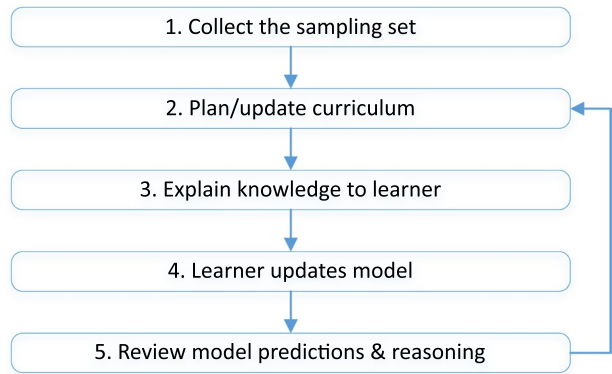 1. Collect the sampling set
2. Plan/update curriculum
3. Explain knowledge to learner
4. Learner updates model
5. Review model predictions & reasoning